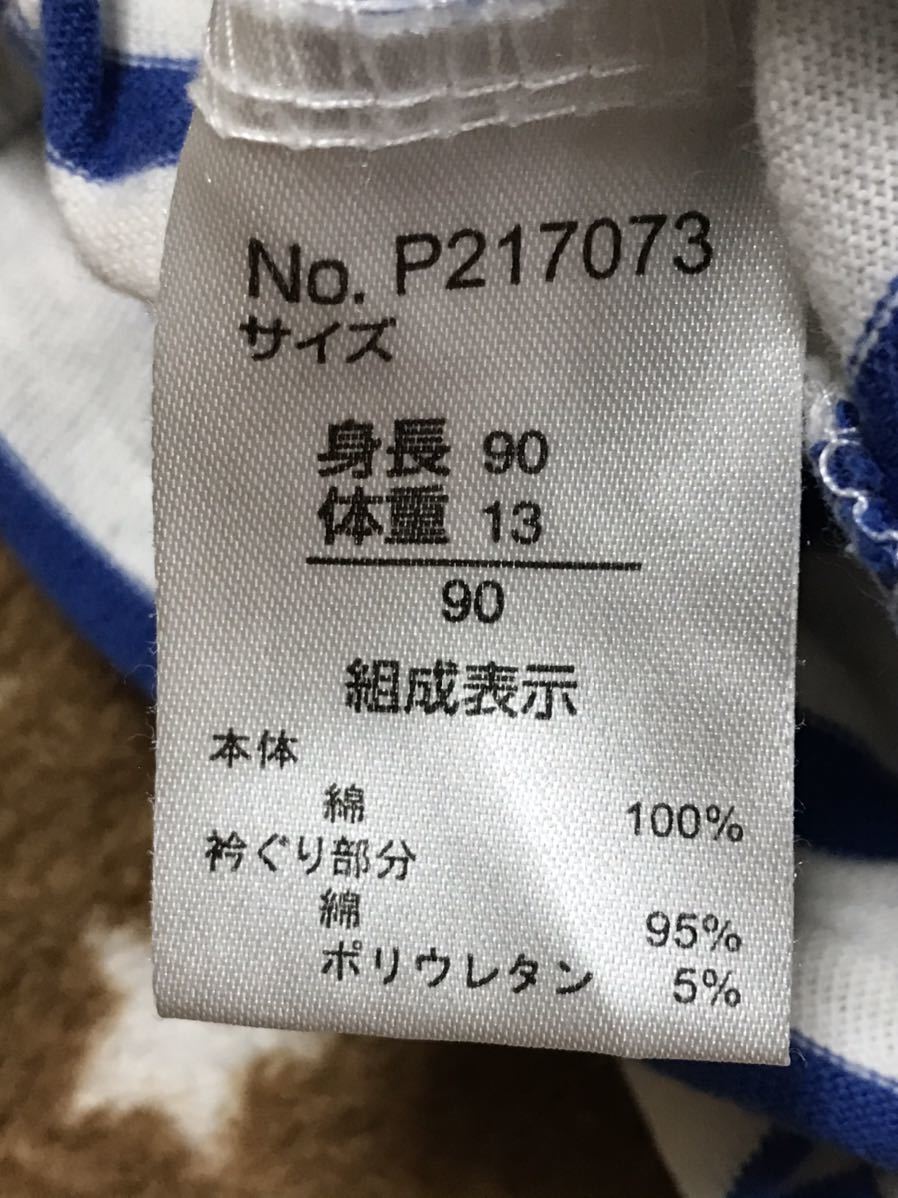 No. P217073
サイズ
身長 90
体重 13
90
組成表示
本体
綿 100%
衿ぐり部分
綿 95%
ポリウレタン 5%